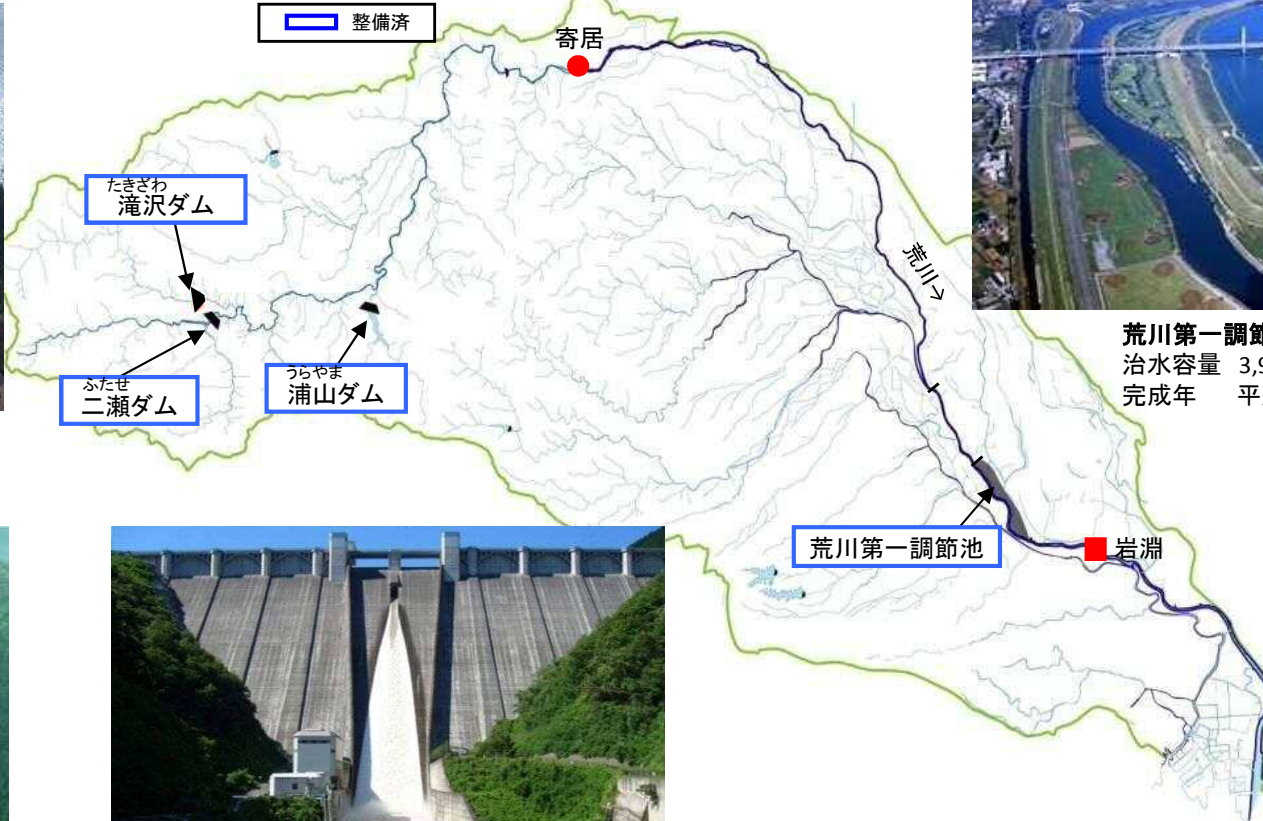 整備済
寄居
たきざわ
滝沢ダム
荒川→
ふたせ
二瀬ダム
うらやま
浦山ダム
荒川第一調節
治水容量 3,9
完成年 平
荒川第一調節池
岩淵